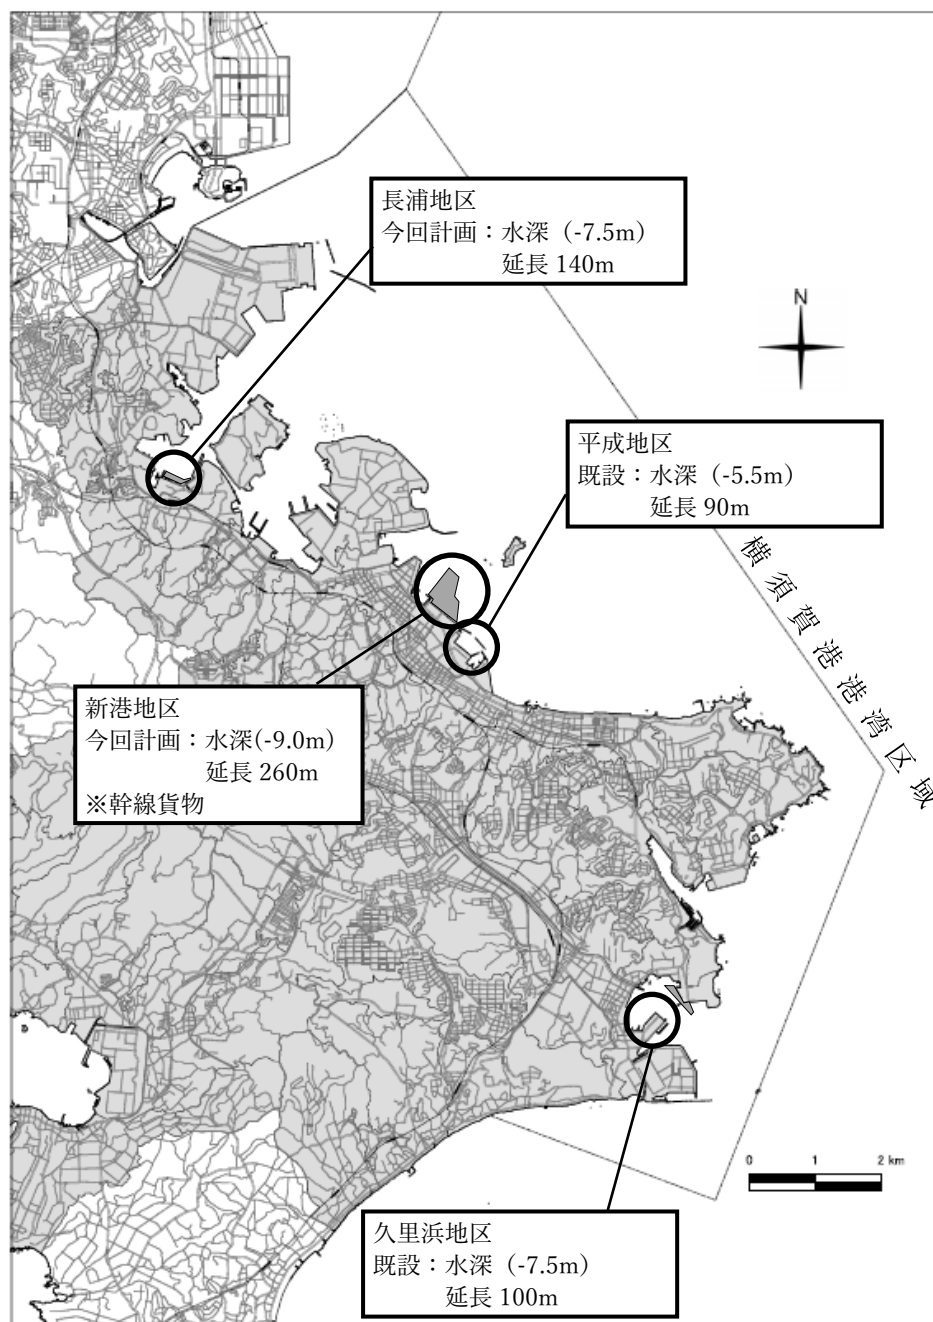 長浦地区
今回計画：水深（-7.5m）
延長 140m
N
平成地区
既設：水深（-5.5m）
延長 90m
横須賀港港湾区域
新港地区
今回計画：水深(-9.0m)
延長 260m
※幹線貨物
0 1 2 km
久里浜地区
既設：水深（-7.5m）
延長 100m